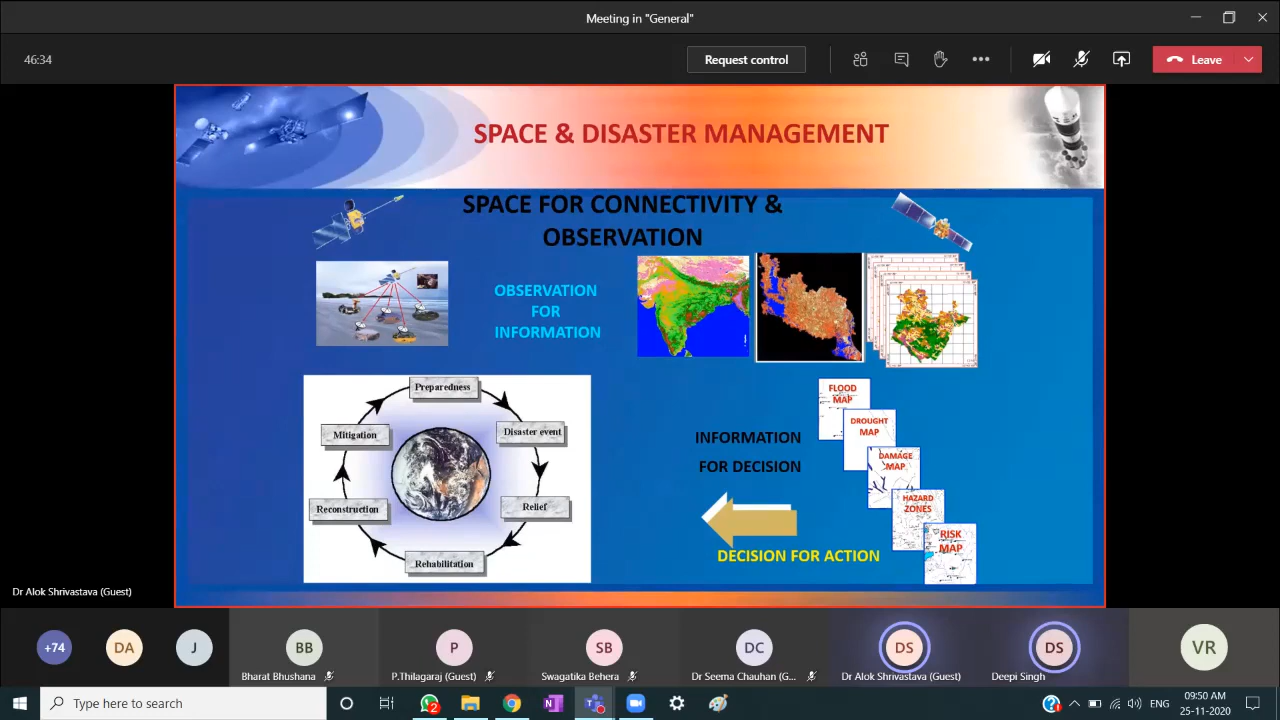 Meeting in "General"
46:34
Request control
Leave
SPACE & DISASTER MANAGEMENT
SPACE FOR CONNECTIVITY &
OBSERVATION
OBSERVATION
FOR
INFORMATION
Preparedness
Disaster event
Relief
Rehabilitation
Reconstruction
Mitigation
INFORMATION
FOR DECISION
FLOOD
MAP
DROUGHT
MAP
DAMAGE
MAP
HAZARD
ZONES
RISK
MAP
DECISION FOR ACTION
Dr Alok Shrivastava (Guest)
+74
DA
J
BB
Bharat Bhushana
P
P.Thilagaraj (Guest)
SB
Swagatika Behera
DC
Dr Seema Chauhan (G...
DS
Dr Alok Shrivastava (Guest)
DS
Deepi Singh
VR
Type here to search
2
ENG
09:50 AM
25-11-2020